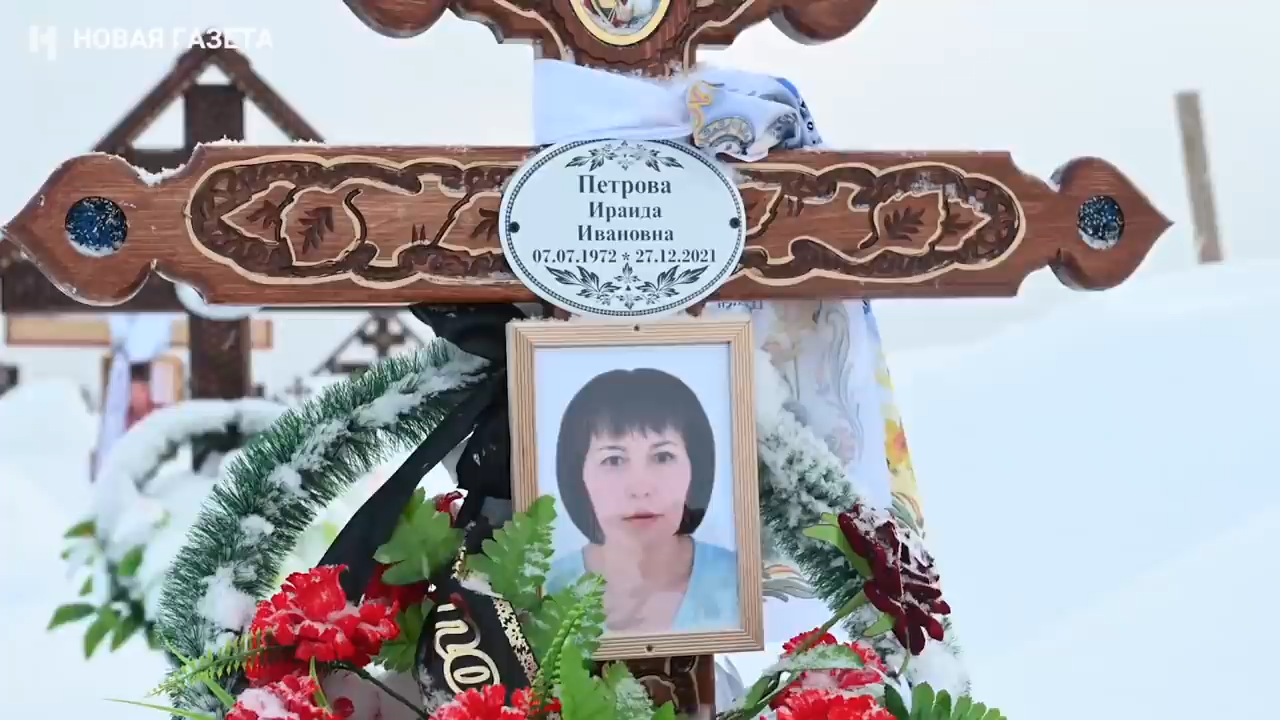 НОВАЯ ГАЗЕТА
Петрова
Ираида
Ивановна
07.07.1972 * 27.12.2021